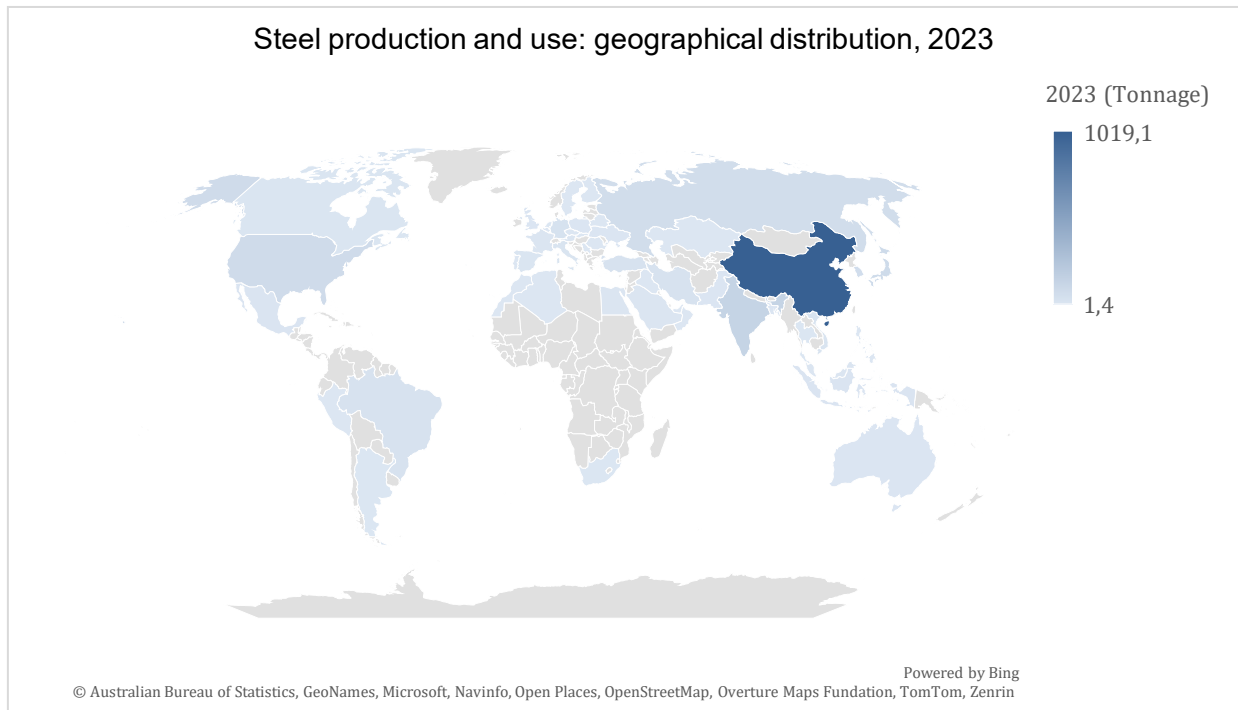 Steel production and use: geographical distribution, 2023
2023 (Tonnage)
1019,1
1,4
Powered by Bing
© Australian Bureau of Statistics, GeoNames, Microsoft, Navinfo, Open Places, OpenStreetMap, Overture Maps Fundation, TomTom, Zenrin